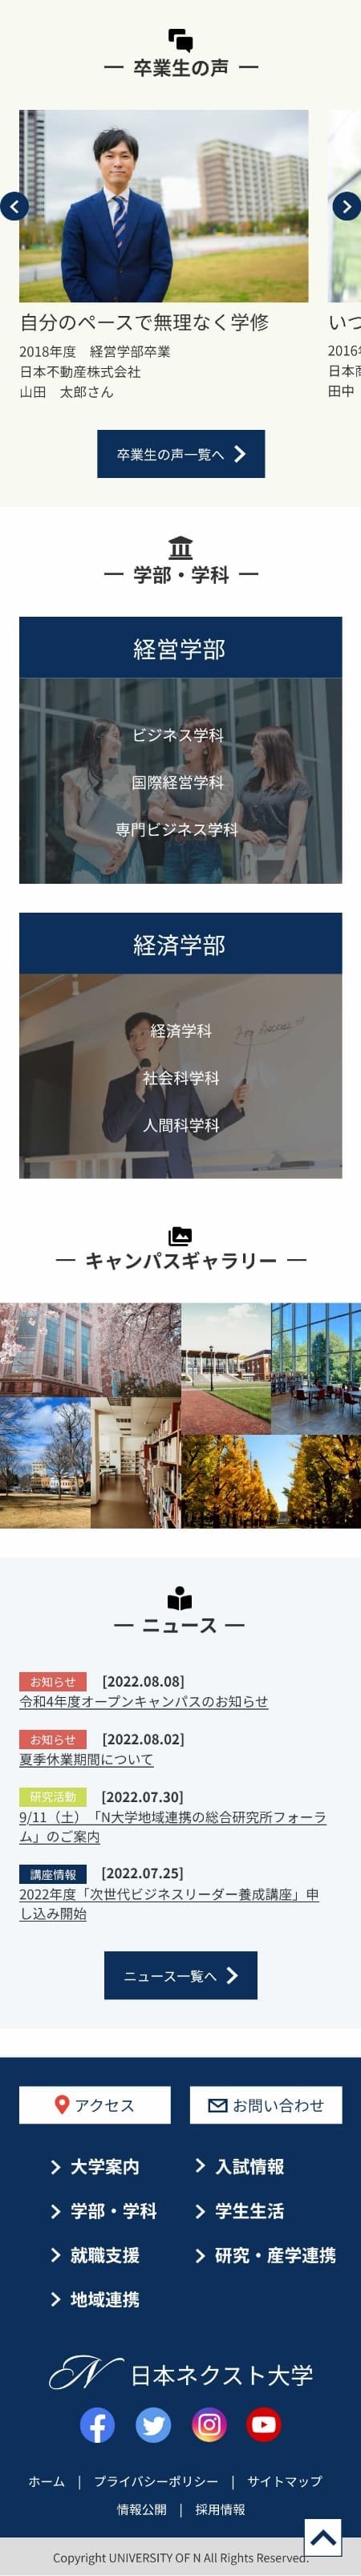 卒業生の声
自分のペースで無理なく学修
2018年度　経営学部卒業
日本不動産株式会社
山田　太郎さん
いつ
2016年
日本商
田中
卒業生の声一覧へ
学部・学科
経営学部
ビジネス学科
国際経営学科
専門ビジネス学科
経済学部
経済学科
社会科学科
人間科学科
キャンパスギャラリー
ニュース
お知らせ [2022.08.08]
令和4年度オープンキャンパスのお知らせ
お知らせ [2022.08.02]
夏季休業期間について
研究活動 [2022.07.30]
9/11（土）「N大学地域連携の総合研究所フォーラ
ム」のご案内
講座情報 [2022.07.25]
2022年度「次世代ビジネスリーダー養成講座」申
し込み開始
ニュース一覧へ
アクセス
お問い合わせ
大学案内
入試情報
学部・学科
学生生活
就職支援
研究・産学連携
地域連携
N 日本ネクスト大学
ホーム | プライバシーポリシー | サイトマップ
情報公開 | 採用情報
Copyright UNIVERSITY OF N All Rights Reserved.